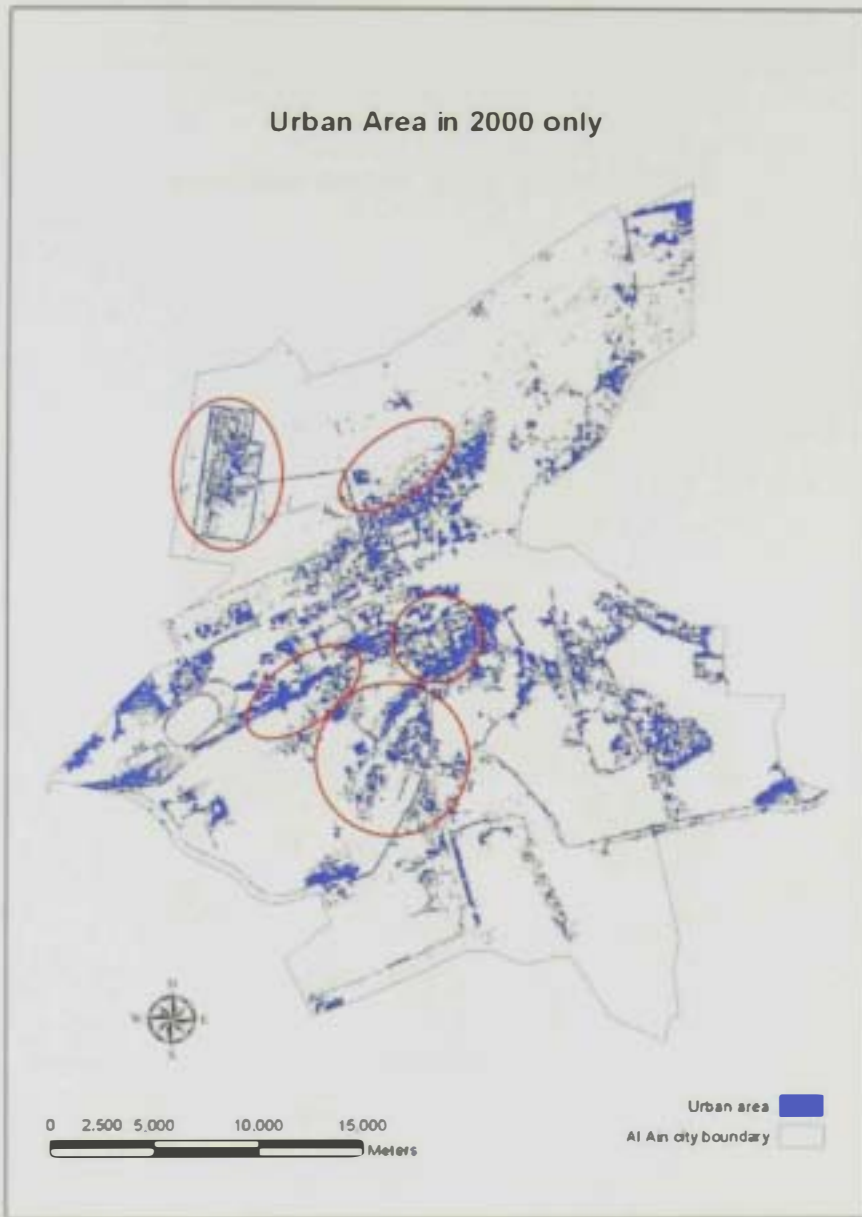 Urban Area in 2000 only
N
W E
S
0 2.500 5,000 10.000 15.000
Meters
Urban area
Al Ain city boundary